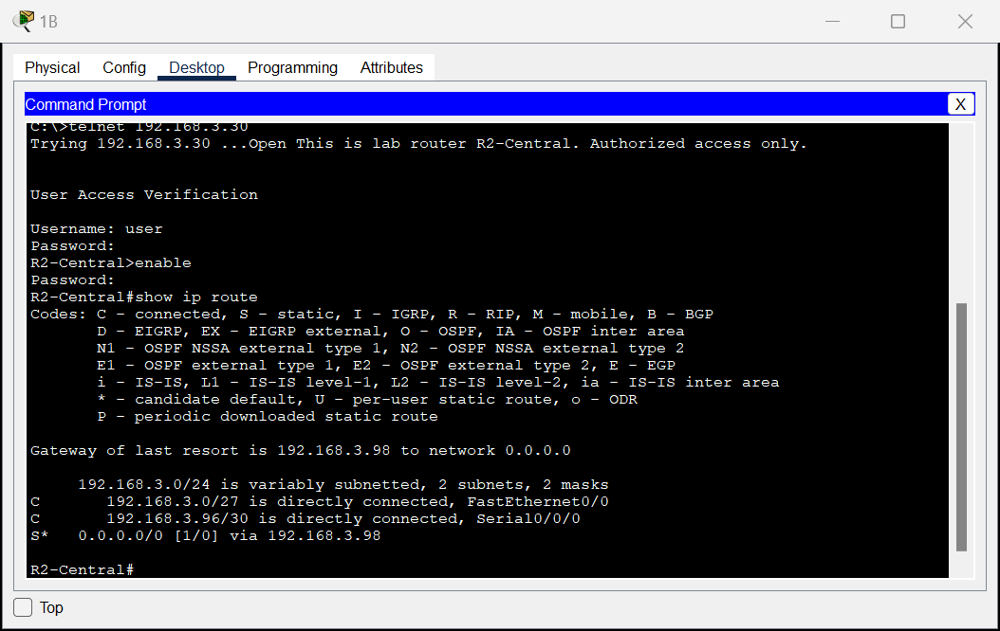 1B
Physical Config Desktop Programming Attributes
Command Prompt
X
C:\>telnet 192.168.3.30
Trying 192.168.3.30 ...Open This is lab router R2-Central. Authorized access only.
User Access Verification
Username: user
Password:
R2-Central>enable
Password:
R2-Central#show ip route
Codes: C - connected, S - static, I - IGRP, R - RIP, M - mobile, B - BGP
D - EIGRP, EX - EIGRP external, O - OSPF, IA - OSPF inter area
N1 - OSPF NSSA external type 1, N2 - OSPF NSSA external type 2
E1 - OSPF external type 1, E2 - OSPF external type 2, E - EGP
i - IS-IS, L1 - IS-IS level-1, L2 - IS-IS level-2, ia - IS-IS inter area
* - candidate default, U - per-user static route, o - ODR
P - periodic downloaded static route
Gateway of last resort is 192.168.3.98 to network 0.0.0.0
192.168.3.0/24 is variably subnetted, 2 subnets, 2 masks
C 192.168.3.0/27 is directly connected, FastEthernet0/0
C 192.168.3.96/30 is directly connected, Serial0/0/0
S* 0.0.0.0/0 [1/0] via 192.168.3.98
R2-Central#
Top